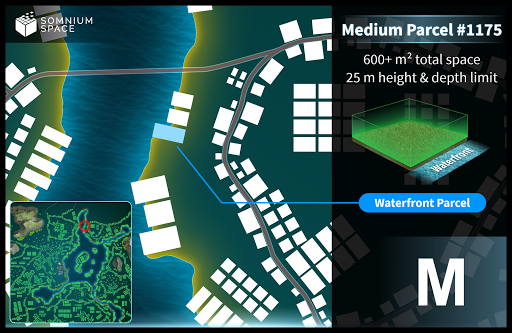 SOMNIUM
SPACE
Medium Parcel #1175
600+ m² total space
25 m height & depth limit
Waterfront
Waterfront Parcel
M